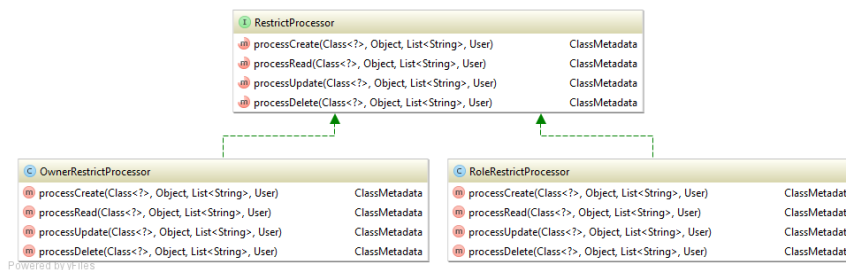 I RestrictProcessor
m processCreate(Class<?>, Object, List<String>, User) ClassMetadata
m processRead(Class<?>, Object, List<String>, User) ClassMetadata
m processUpdate(Class<?>, Object, List<String>, User) ClassMetadata
m processDelete(Class<?>, Object, List<String>, User) ClassMetadata
C OwnerRestrictProcessor
m processCreate(Class<?>, Object, List<String>, User) ClassMetadata
m processRead(Class<?>, Object, List<String>, User) ClassMetadata
m processUpdate(Class<?>, Object, List<String>, User) ClassMetadata
m processDelete(Class<?>, Object, List<String>, User) ClassMetadata
C RoleRestrictProcessor
m processCreate(Class<?>, Object, List<String>, User) ClassMetadat
m processRead(Class<?>, Object, List<String>, User) ClassMetadat
m processUpdate(Class<?>, Object, List<String>, User) ClassMetadat
m processDelete(Class<?>, Object, List<String>, User) ClassMetadat
Powered by yFiles